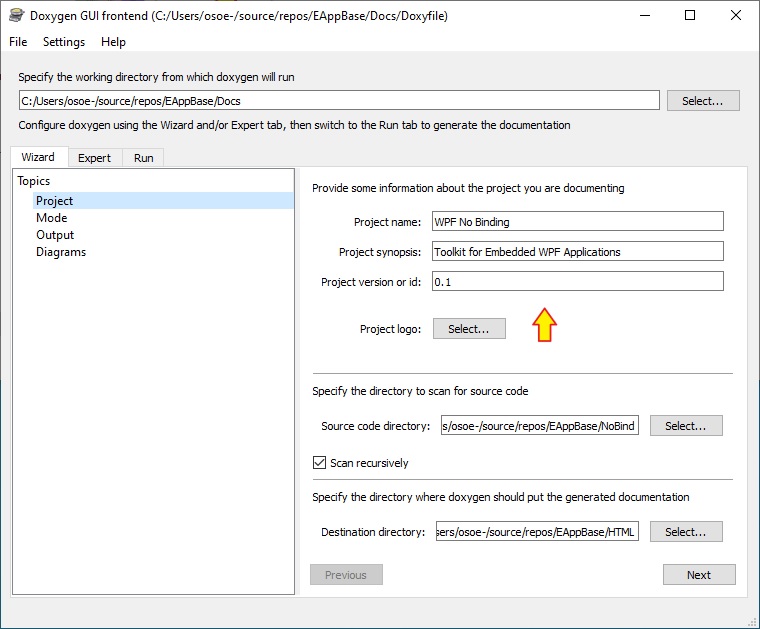 Doxygen GUI frontend (C:/Users/osoe-/source/repos/EAppBase/Docs/Doxyfile)
File Settings Help
Specify the working directory from which doxygen will run
C:/Users/osoe-/source/repos/EAppBase/Docs
Select...
Configure doxygen using the Wizard and/or Expert tab, then switch to the Run tab to generate the documentation
Wizard Expert Run
Topics
Project
Mode
Output
Diagrams
Provide some information about the project you are documenting
Project name: WPF No Binding
Project synopsis: Toolkit for Embedded WPF Applications
Project version or id: 0.1
Project logo: Select...
Specify the directory to scan for source code
Source code directory: s/osoe-/source/repos/EAppBase/NoBind Select...
Scan recursively
Specify the directory where doxygen should put the generated documentation
Destination directory: sers/osoe-/source/repos/EAppBase/HTML Select...
Previous Next